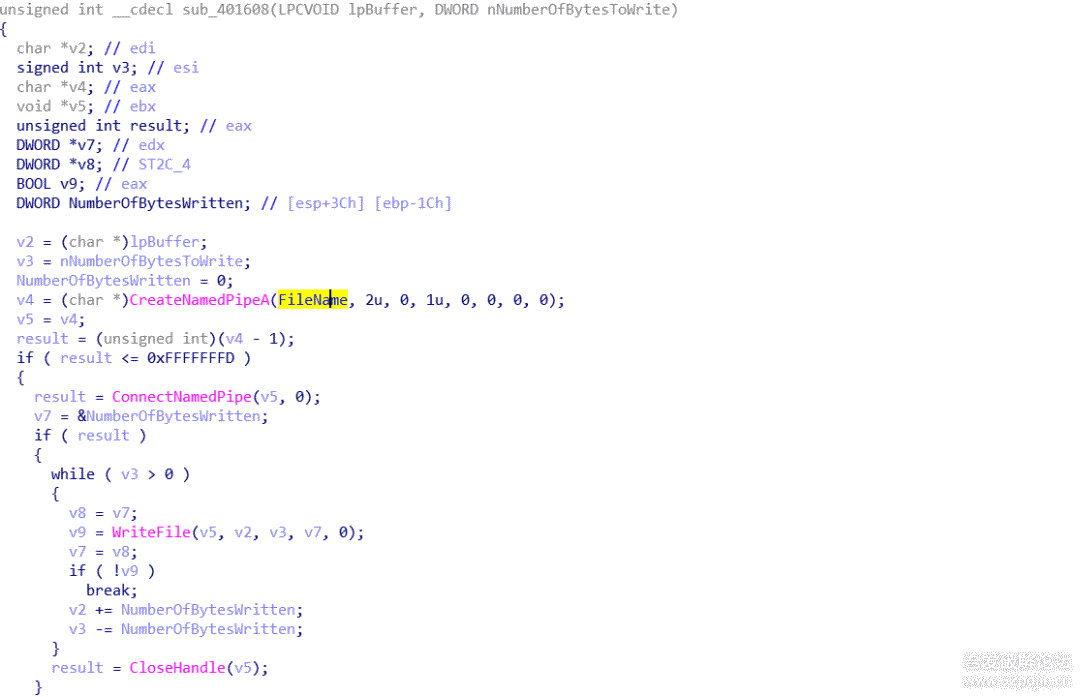 unsigned int __cdecl sub_401608(LPCVOID lpBuffer, DWORD nNumberOfBytesToWrite)
{
char *v2; // edi
signed int v3; // esi
char *v4; // eax
void *v5; // ebx
unsigned int result; // eax
DWORD *v7; // edx
DWORD *v8; // ST2C_4
BOOL v9; // eax
DWORD NumberOfBytesWritten; // [esp+3Ch] [ebp-1Ch]
v2 = (char *)lpBuffer;
v3 = nNumberOfBytesToWrite;
NumberOfBytesWritten = 0;
v4 = (char *)CreateNamedPipeA(FileName, 2u, 0, 1u, 0, 0, 0, 0);
v5 = v4;
result = (unsigned int)(v4 - 1);
if ( result <= 0xFFFFFFFD )
{
result = ConnectNamedPipe(v5, 0);
v7 = &NumberOfBytesWritten;
if ( result )
{
while ( v3 > 0 )
{
v8 = v7;
v9 = WriteFile(v5, v2, v3, v7, 0);
v7 = v8;
if ( !v9 )
break;
v2 += NumberOfBytesWritten;
v3 -= NumberOfBytesWritten;
}
result = CloseHandle(v5);
}